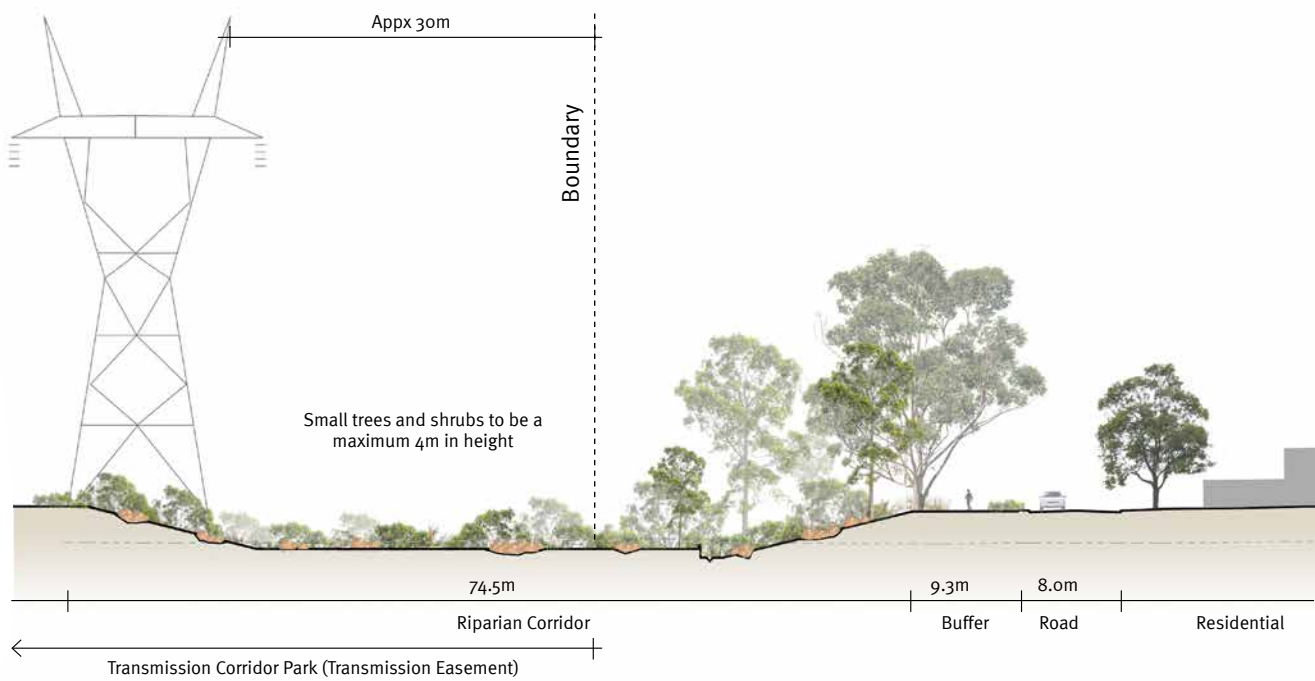 Appx 30m
Boundary
Small trees and shrubs to be a
maximum 4m in height
74.5m
9.3m
8.0m
Riparian Corridor
Buffer
Road
Residential
Transmission Corridor Park (Transmission Easement)